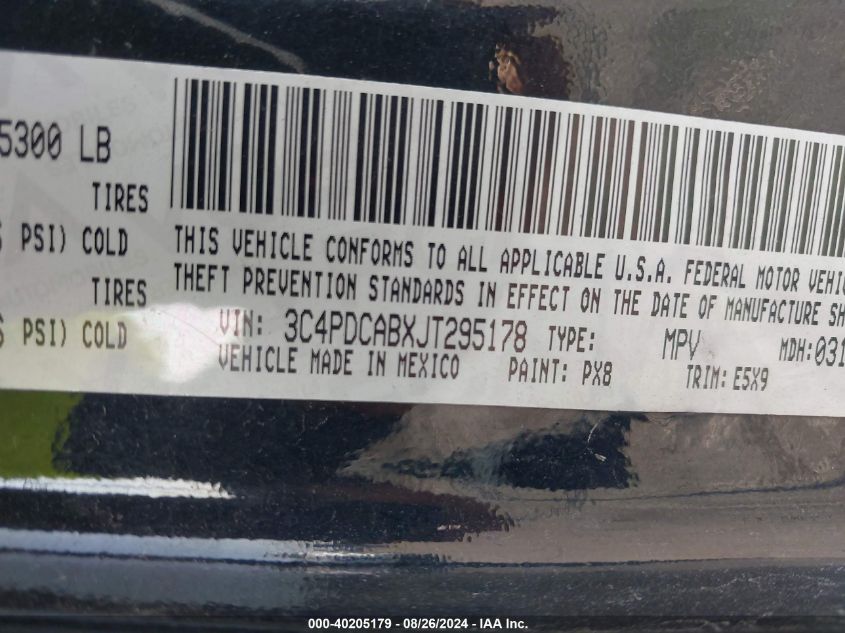 5300 LB
TIRES
PSI) COLD
TIRES
PSI) COLD
THIS VEHICLE CONFORMS TO ALL APPLICABLE U.S.A. FEDERAL MOTOR VEHIC
THEFT PREVENTION STANDARDS IN EFFECT ON THE DATE OF MANUFACTURE SH
VIN: 3C4PDCABXJT295178 TYPE: MPV MDH:031
VEHICLE MADE IN MEXICO PAINT: PX8 TRIM: E5X9
000-40205179 - 08/26/2024 - IAA Inc.